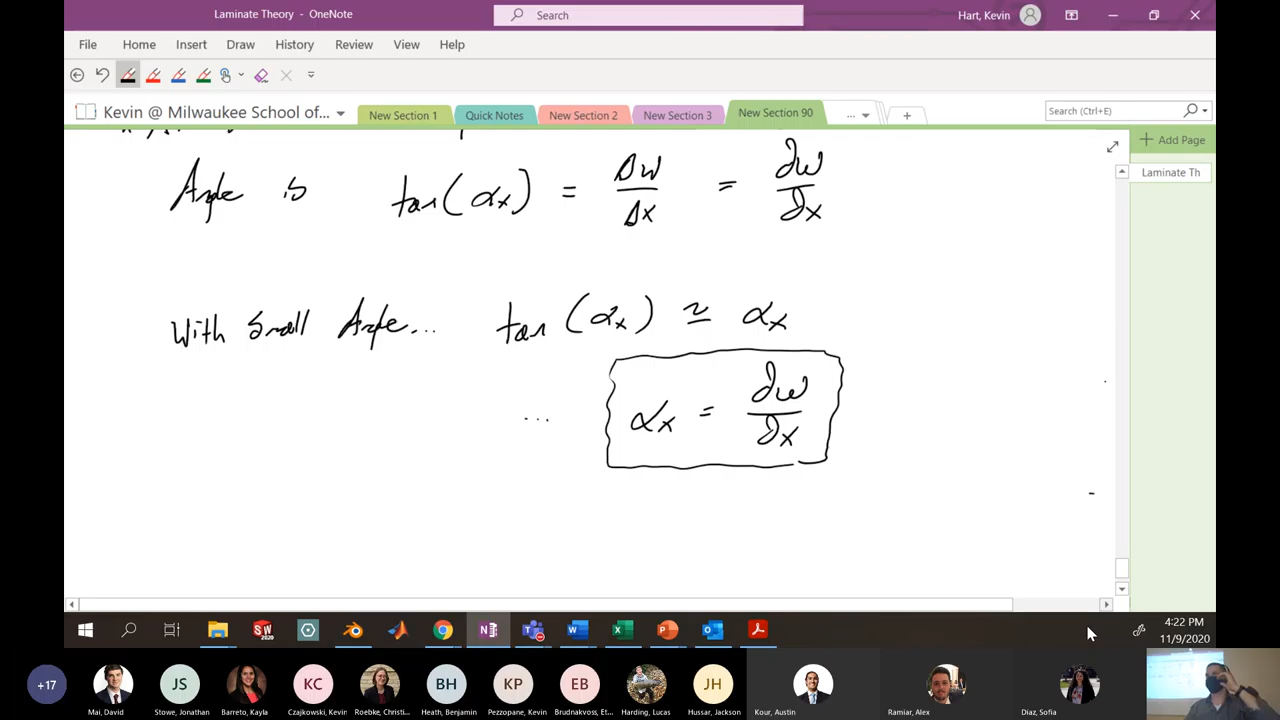 Laminate Theory - OneNote
Search
Hart, Kevin
File Home Insert Draw History Review View Help
Kevin @ Milwaukee School of...
New Section 1
Quick Notes
New Section 2
New Section 3
New Section 90
...
Search (Ctrl+E)
Add Page
Laminate Th
Angle is tan(αx) = Δw/Δx = ∂w/∂x
With Small Angle... tan(αx) ≃ αx
... αx = ∂w/∂x
SW
2020
4:22 PM
11/9/2020
+17
JS
KC
BH
KP
EB
JH
Mai, David
Stowe, Jonathan
Barreto, Kayla
Czajkowski, Kevin
Roebke, Christi...
Heath, Benjamin
Pezzopane, Kevin
Brudnakvoss, Et...
Harding, Lucas
Hussar, Jackson
Kour, Austin
Ramiar, Alex
Diaz, Sofia